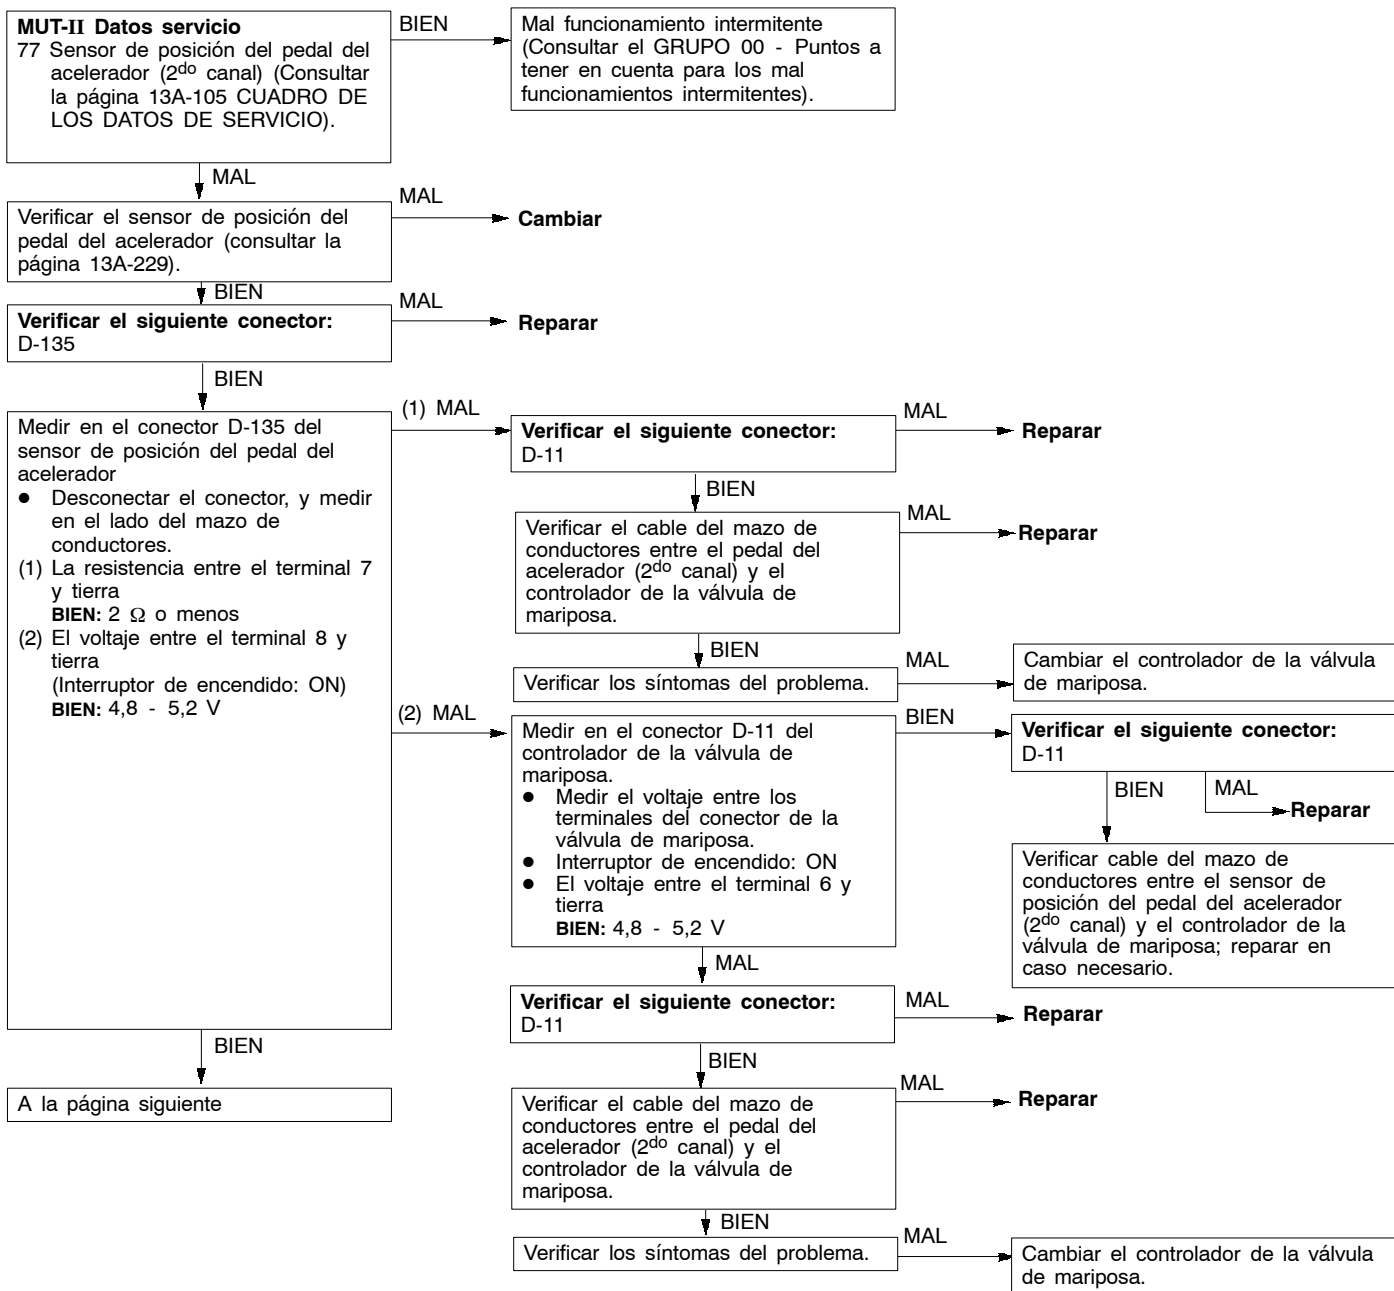 MUT-II Datos servicio
77 Sensor de posición del pedal del
acelerador (2do canal) (Consultar
la página 13A-105 CUADRO DE
LOS DATOS DE SERVICIO).
BIEN
Mal funcionamiento intermitente
(Consultar el GRUPO 00 - Puntos a
tener en cuenta para los mal
funcionamientos intermitentes).
MAL
Verificar el sensor de posición del
pedal del acelerador (consultar la
página 13A-229).
MAL
Cambiar
BIEN
Verificar el siguiente conector:
D-135
MAL
Reparar
BIEN
Medir en el conector D-135 del
sensor de posición del pedal del
acelerador
● Desconectar el conector, y medir
en el lado del mazo de
conductores.
(1) La resistencia entre el terminal 7
y tierra
BIEN: 2 Ω o menos
(2) El voltaje entre el terminal 8 y
tierra
(Interruptor de encendido: ON)
BIEN: 4,8 - 5,2 V
(1) MAL
Verificar el siguiente conector:
D-11
MAL
Reparar
BIEN
Verificar el cable del mazo de
conductores entre el pedal del
acelerador (2do canal) y el
controlador de la válvula de
mariposa.
MAL
Reparar
BIEN
Verificar los síntomas del problema.
MAL
Cambiar el controlador de la válvula
de mariposa.
(2) MAL
Medir en el conector D-11 del
controlador de la válvula de
mariposa.
● Medir el voltaje entre los
terminales del conector de la
válvula de mariposa.
● Interruptor de encendido: ON
● El voltaje entre el terminal 6 y
tierra
BIEN: 4,8 - 5,2 V
BIEN
Verificar el siguiente conector:
D-11
BIEN
MAL
Reparar
Verificar cable del mazo de
conductores entre el sensor de
posición del pedal del acelerador
(2do canal) y el controlador de la
válvula de mariposa; reparar en
caso necesario.
MAL
Verificar el siguiente conector:
D-11
MAL
Reparar
BIEN
Verificar el cable del mazo de
conductores entre el pedal del
acelerador (2do canal) y el
controlador de la válvula de
mariposa.
MAL
Reparar
BIEN
Verificar los síntomas del problema.
MAL
Cambiar el controlador de la válvula
de mariposa.
BIEN
A la página siguiente